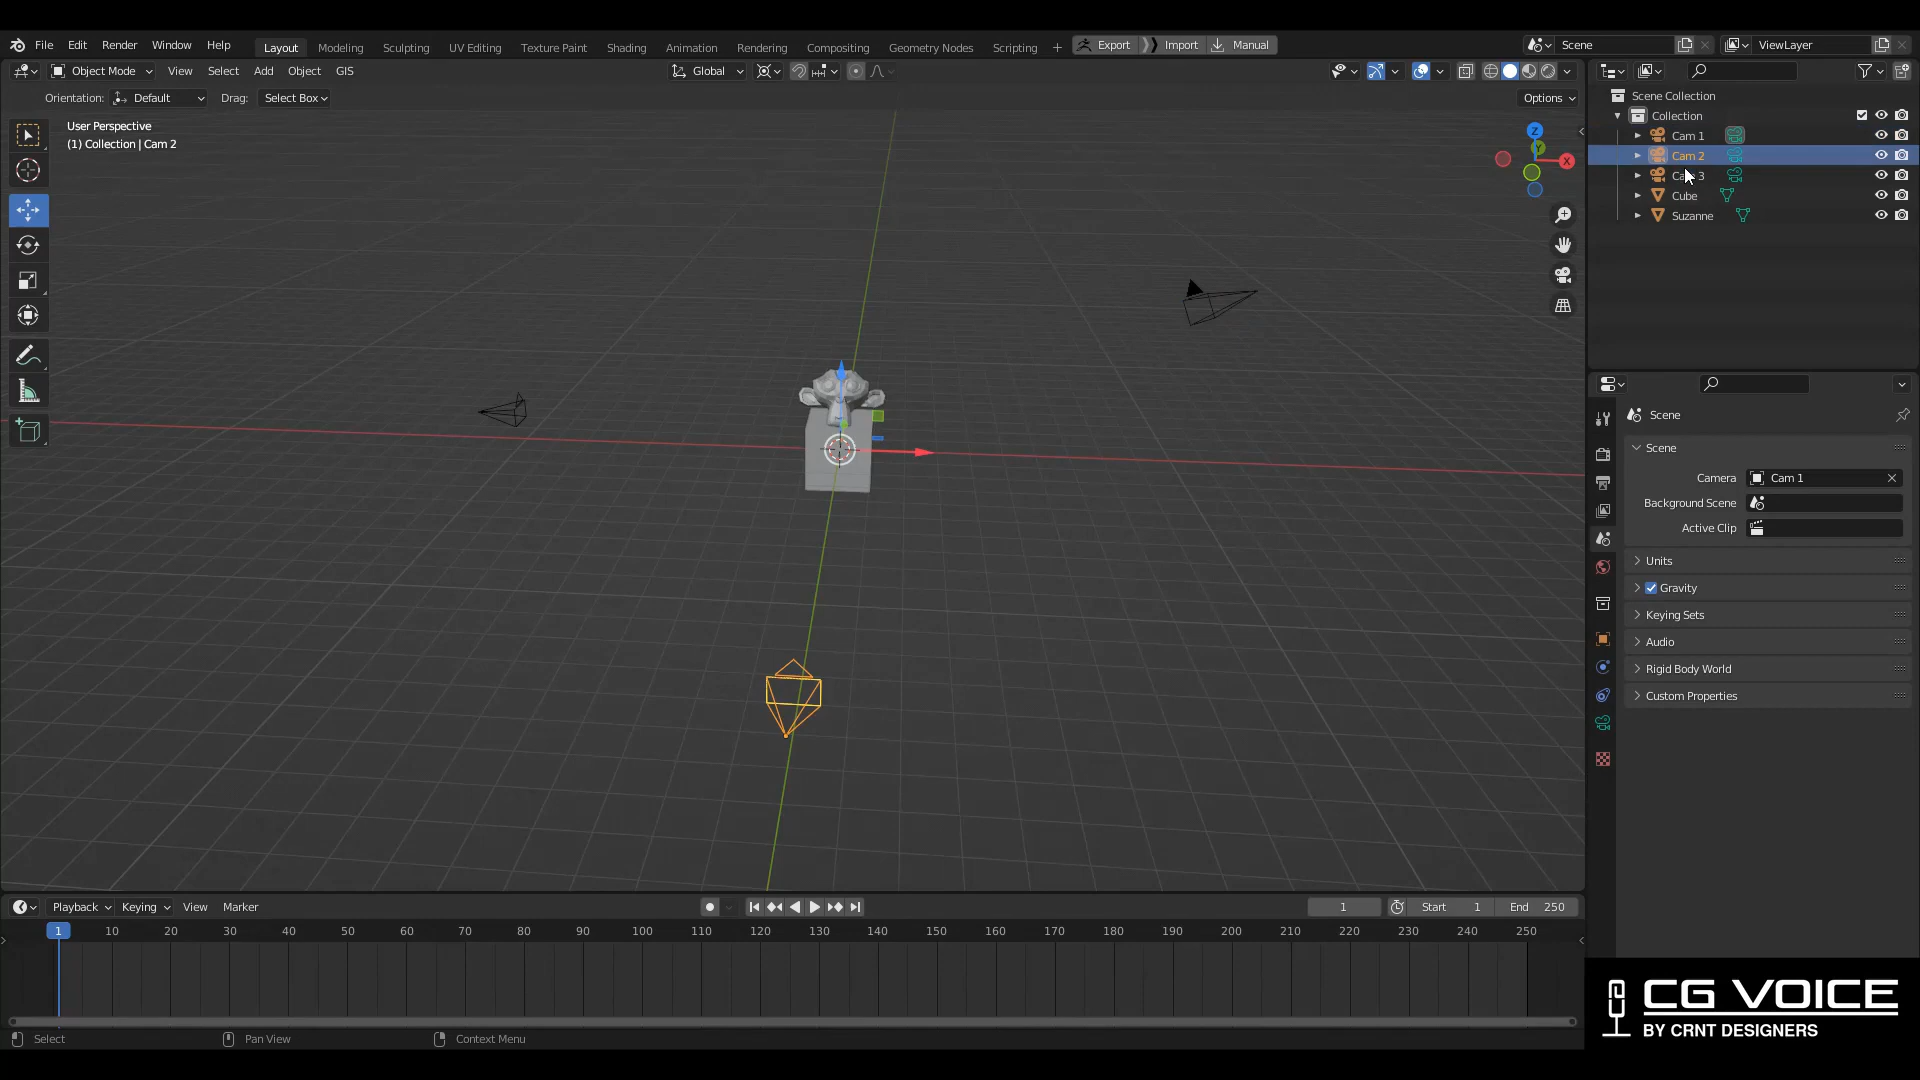 File Edit Render Window Help Layout Modeling Sculpting UV Editing Texture Paint Shading Animation Rendering Compositing Geometry Nodes Scripting + Export Import Manual Scene ViewLayer
Object Mode View Select Add Object GIS Global
Orientation: Default Drag: Select Box Options
User Perspective
(1) Collection | Cam 2
Z
Y
X
Scene Collection
Collection
Cam 1
Cam 2
Cam 3
Cube
Suzanne
Scene
Scene
Camera Cam 1
Background Scene
Active Clip
Units
Gravity
Keying Sets
Audio
Rigid Body World
Custom Properties
Playback Keying View Marker 1 Start 1 End 250
1 10 20 30 40 50 60 70 80 90 100 110 120 130 140 150 160 170 180 190 200 210 220 230 240 250
Select Pan View Context Menu
CG VOICE
BY CRNT DESIGNERS